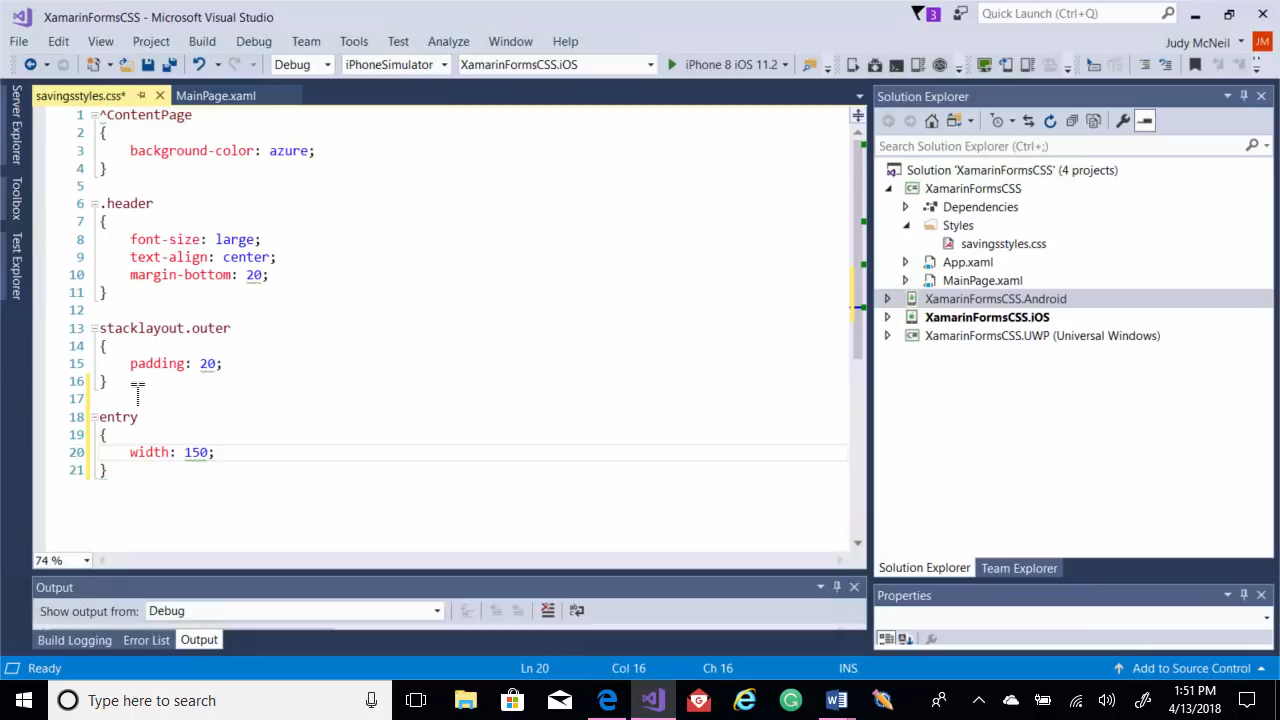 XamarinFormsCSS - Microsoft Visual Studio
3
Quick Launch (Ctrl+Q)
File Edit View Project Build Debug Team Tools Test Analyze Window Help
Judy McNeil JM
Debug iPhoneSimulator XamarinFormsCSS.iOS iPhone 8 iOS 11.2
Server Explorer
Toolbox
Test Explorer
savingsstyles.css* MainPage.xaml
1 ^ContentPage
2 {
3 background-color: azure;
4 }
5
6 .header
7 {
8 font-size: large;
9 text-align: center;
10 margin-bottom: 20;
11 }
12
13 stacklayout.outer
14 {
15 padding: 20;
16 }
17
18 entry
19 {
20 width: 150;
21 }
74 %
Solution Explorer
Search Solution Explorer (Ctrl+;)
Solution 'XamarinFormsCSS' (4 projects)
XamarinFormsCSS
Dependencies
Styles
savingsstyles.css
App.xaml
MainPage.xaml
XamarinFormsCSS.Android
XamarinFormsCSS.iOS
XamarinFormsCSS.UWP (Universal Windows)
Solution Explorer Team Explorer
Properties
Output
Show output from: Debug
Build Logging Error List Output
Ready Ln 20 Col 16 Ch 16 INS Add to Source Control
Type here to search
1:51 PM
4/13/2018